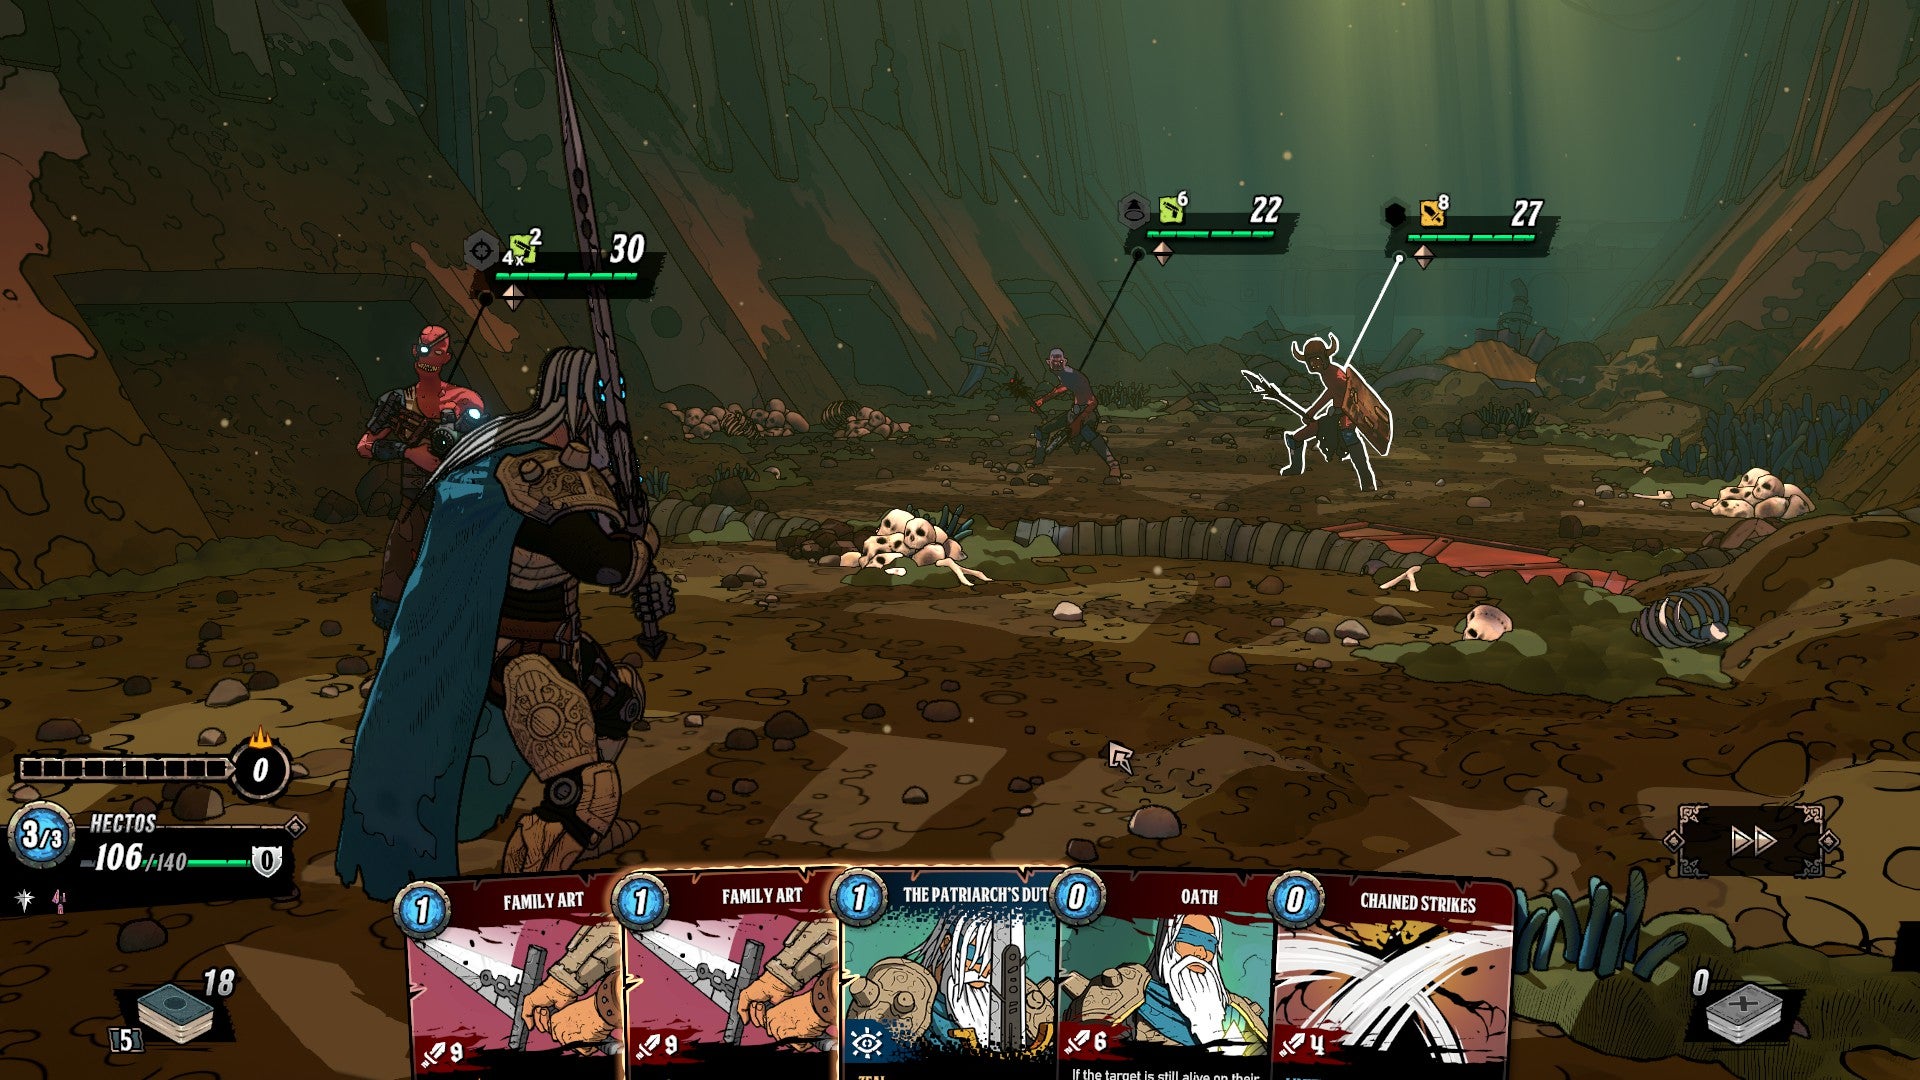 2
4x
30
6
22
8
27
0
3/3
HECTOS
106/140
0
4
18
5
1
FAMILY ART
9
1
FAMILY ART
9
1
THE PATRIARCH'S DUT
ZEAL
0
OATH
6
If the target is still alive on their
0
CHAINED STRIKES
4
0